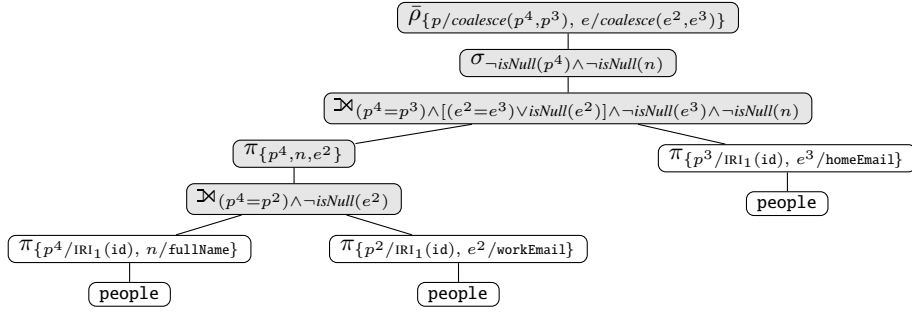 ρ̄{p/coalesce(p⁴,p³), e/coalesce(e²,e³)}
σ¬isNull(p⁴)∧¬isNull(n)
⟕(p⁴=p³)∧[(e²=e³)∨isNull(e²)]∧¬isNull(e³)∧¬isNull(n)
π{p⁴,n,e²}
π{p³/IRI₁(id), e³/homeEmail}
⟕(p⁴=p²)∧¬isNull(e²)
people
π{p⁴/IRI₁(id), n/fullName}
π{p²/IRI₁(id), e²/workEmail}
people
people